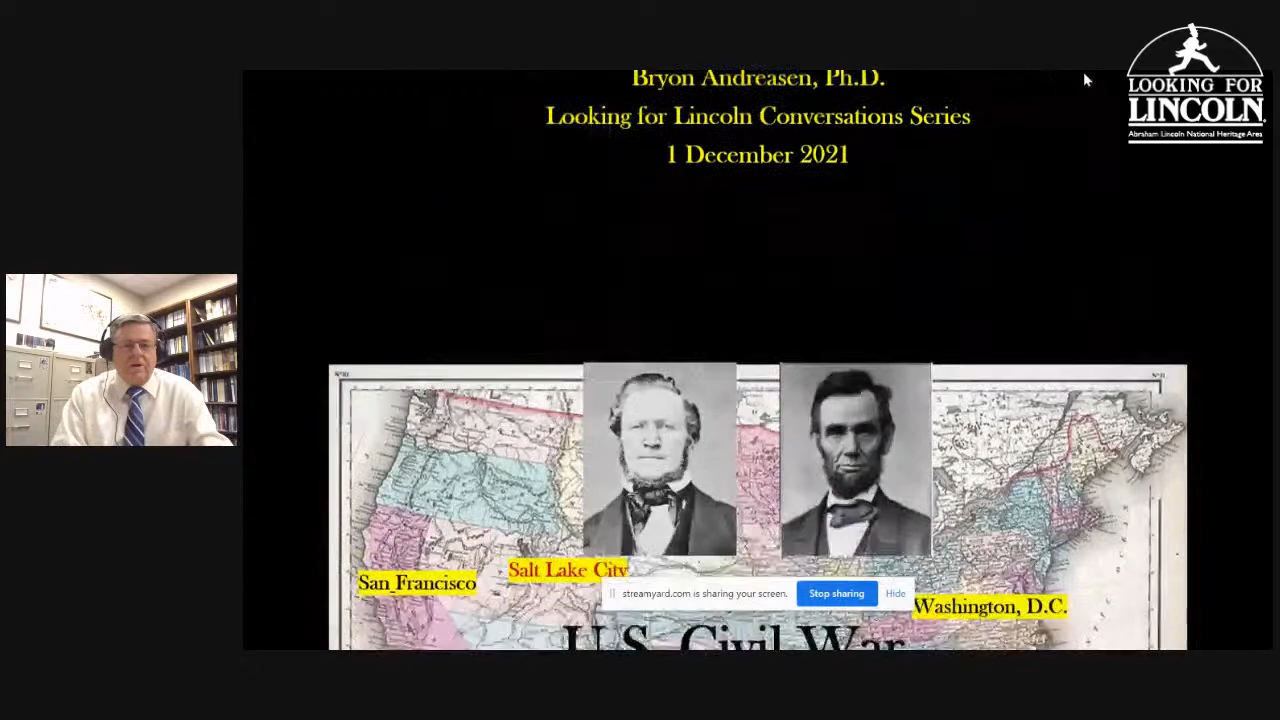 Bryon Andreasen, Ph.D.
Looking for Lincoln Conversations Series
1 December 2021
LOOKING FOR
LINCOLN
Abraham Lincoln National Heritage Area
Salt Lake City
San Francisco
streamyard.com is sharing your screen.
Stop sharing
Hide
Washington, D.C.
U.S. Civil War